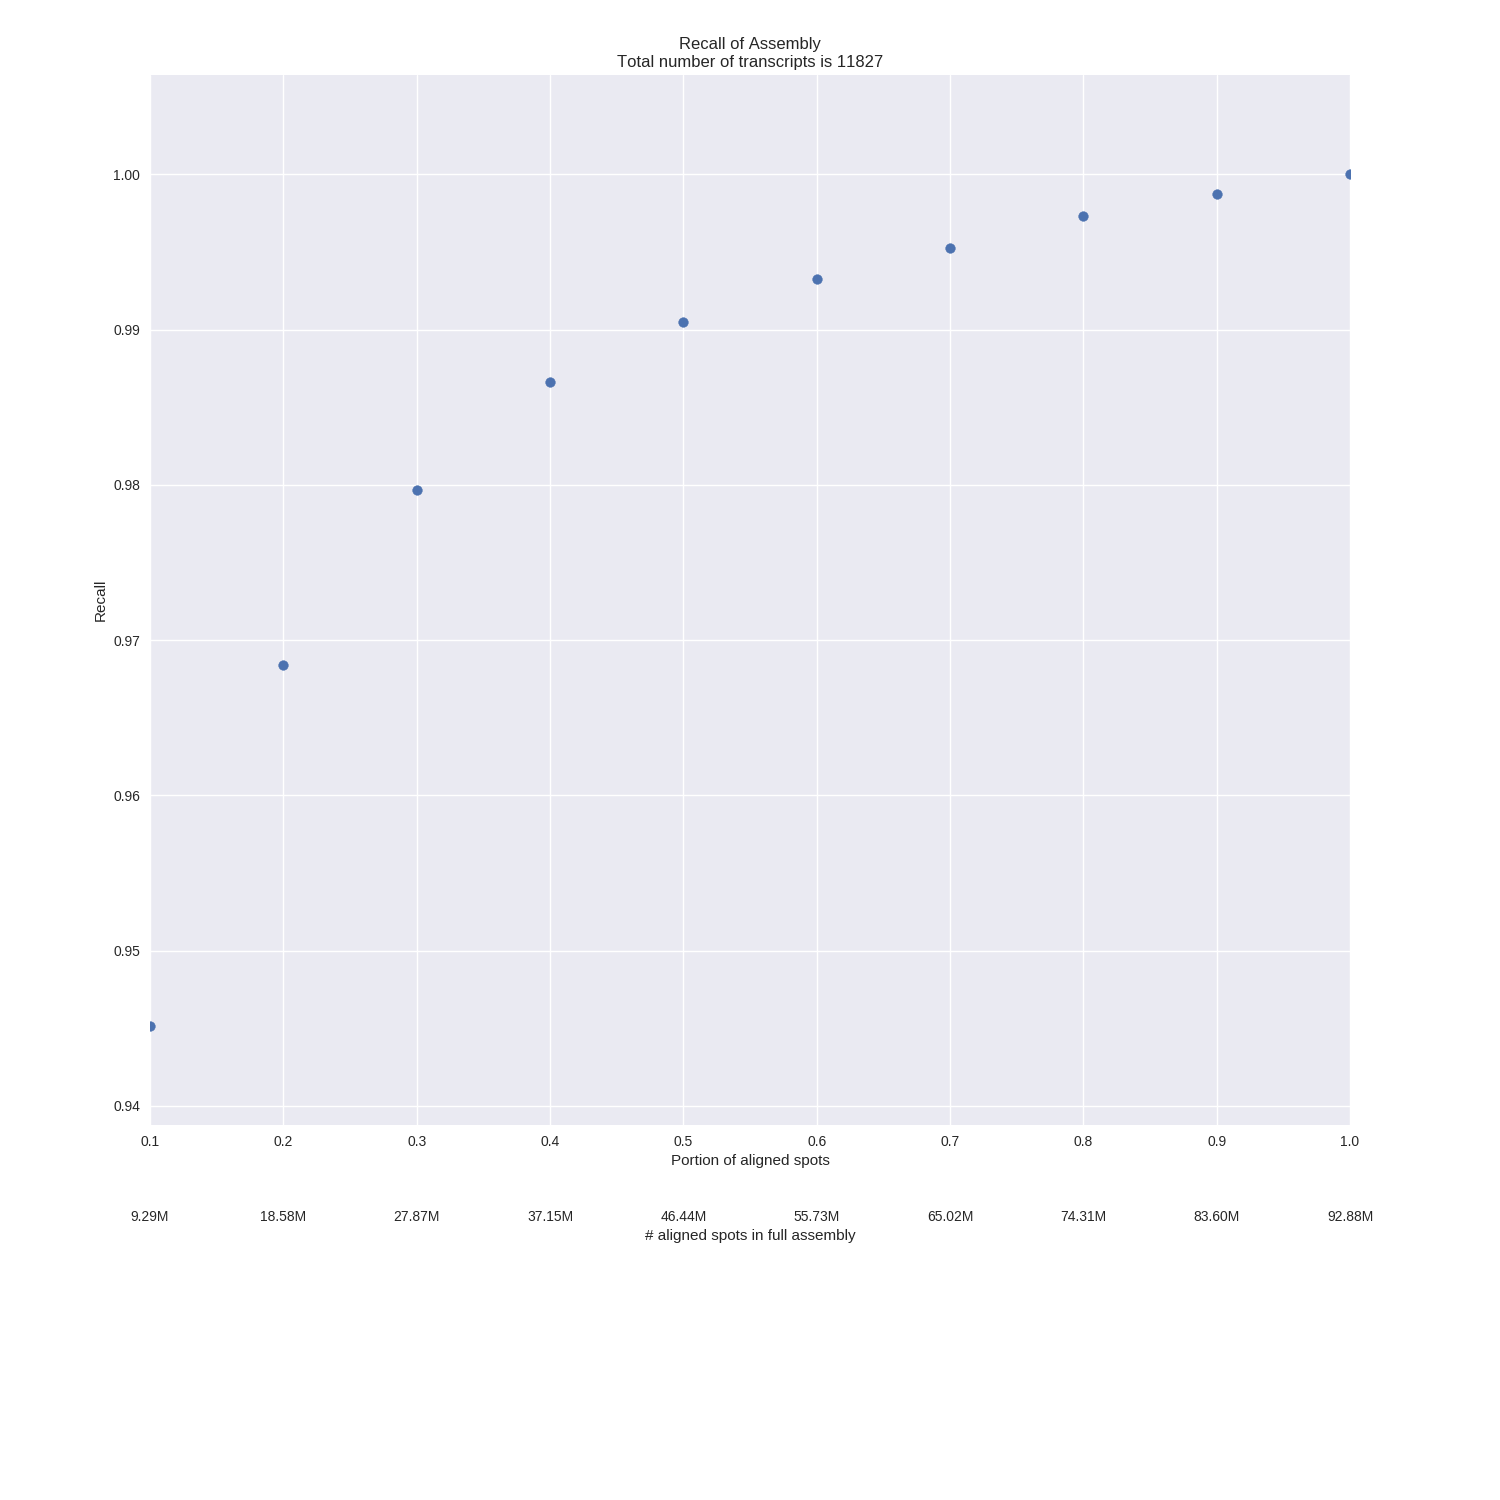 Recall of Assembly
Total number of transcripts is 11827
1.00
0.99
0.98
0.97
0.96
0.95
0.94
Recall
0.1 0.2 0.3 0.4 0.5 0.6 0.7 0.8 0.9 1.0
Portion of aligned spots
9.29M 18.58M 27.87M 37.15M 46.44M 55.73M 65.02M 74.31M 83.60M 92.88M
# aligned spots in full assembly